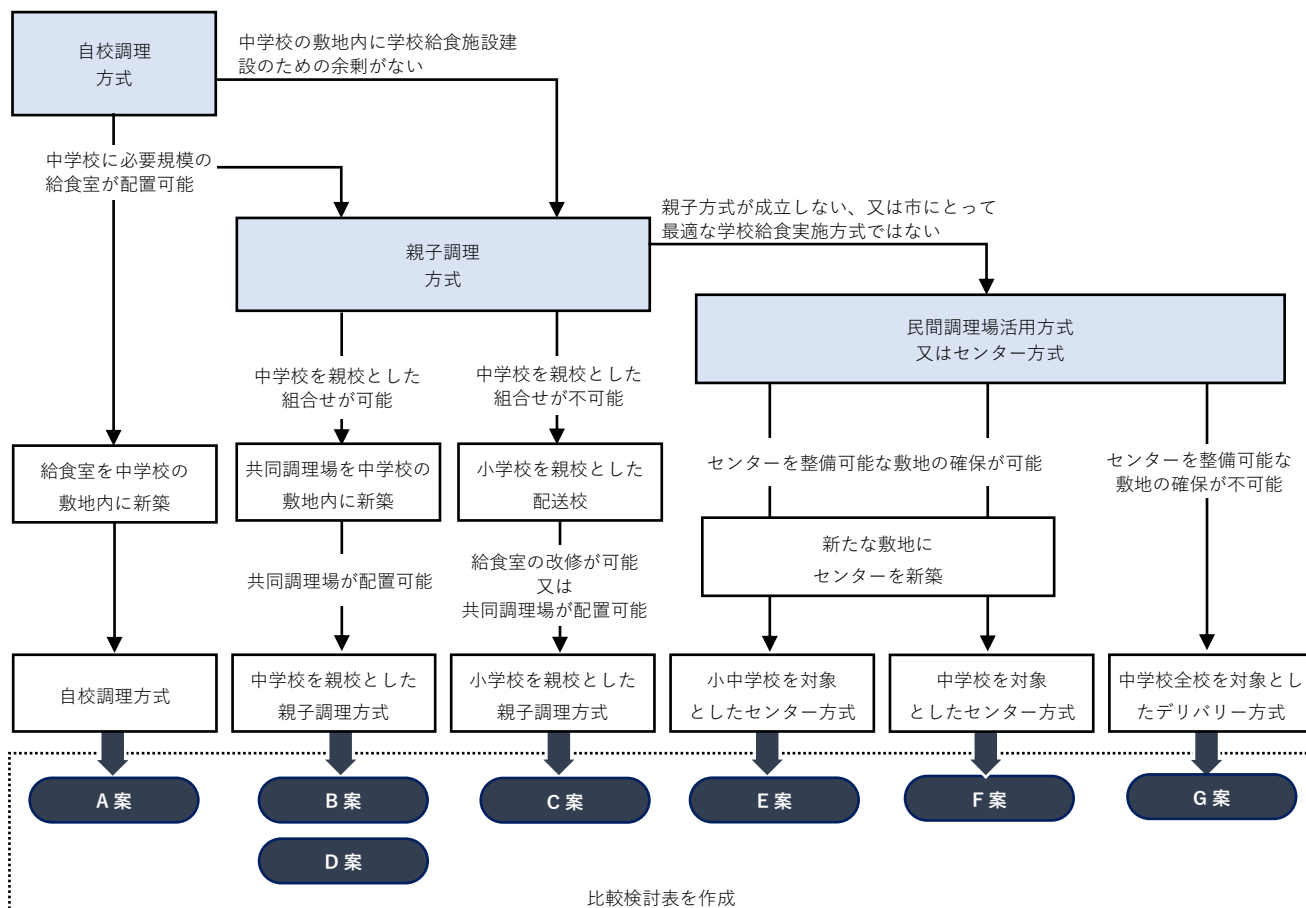 自校調理
方式
中学校の敷地内に学校給食施設建
設のための余剰がない
中学校に必要規模の
給食室が配置可能
親子調理
方式
親子方式が成立しない、又は市にとって
最適な学校給食実施方式ではない
民間調理場活用方式
又はセンター方式
中学校を親校とした
組合せが可能
中学校を親校とした
組合せが不可能
給食室を中学校の
敷地内に新築
共同調理場を中学校の
敷地内に新築
小学校を親校とした
配送校
センターを整備可能な敷地の確保が可能
センターを整備可能な
敷地の確保が不可能
共同調理場が配置可能
給食室の改修が可能
又は
共同調理場が配置可能
新たな敷地に
センターを新築
自校調理方式
中学校を親校とした
親子調理方式
小学校を親校とした
親子調理方式
小中学校を対象
としたセンター方式
中学校を対象
としたセンター方式
中学校全校を対象とし
たデリバリー方式
A 案
B 案
C 案
E 案
F 案
G 案
D 案
比較検討表を作成